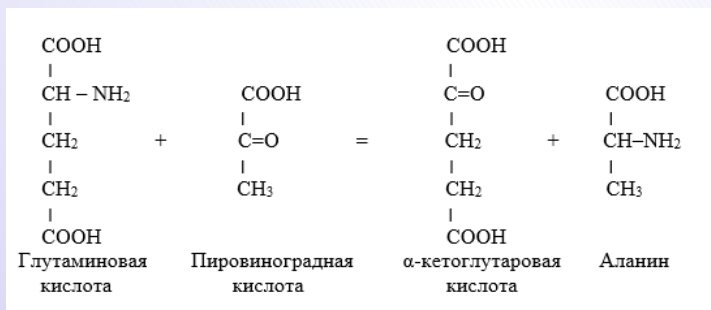 COOH COOH
CH – NH₂ COOH C=O COOH
CH₂ + C=O = CH₂ + CH–NH₂
CH₂ CH₃ CH₂ CH₃
COOH COOH
Глутаминовая Пировиноградная α-кетоглутаровая Аланин
кислота кислота кислота